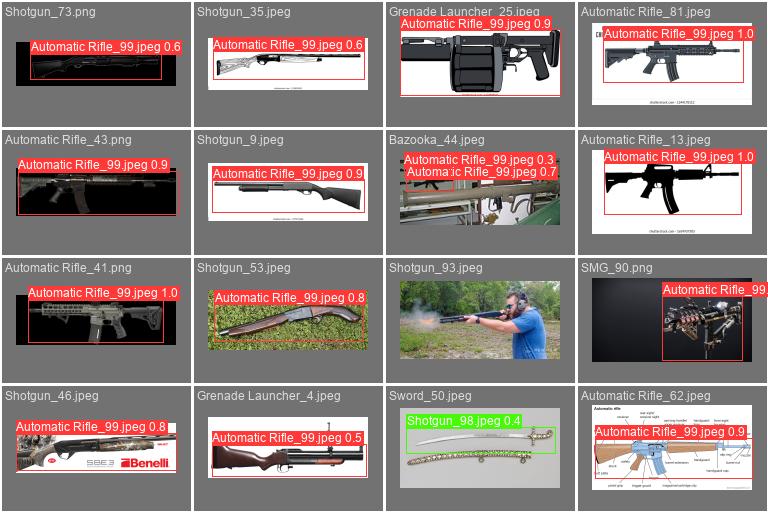 Shotgun_73.png
Automatic Rifle_99.jpeg 0.6
Shotgun_35.jpeg
Automatic Rifle_99.jpeg 0.6
Grenade Launcher_25.jpeg
Automatic Rifle_99.jpeg 0.9
Automatic Rifle_81.jpeg
Automatic Rifle_99.jpeg 1.0
Automatic Rifle_43.png
Automatic Rifle_99.jpeg 0.9
Shotgun_9.jpeg
Automatic Rifle_99.jpeg 0.9
Bazooka_44.jpeg
Automatic Rifle_99.jpeg 0.3
Automatic Rifle_99.jpeg 0.7
Automatic Rifle_13.jpeg
Automatic Rifle_99.jpeg 1.0
Automatic Rifle_41.png
Automatic Rifle_99.jpeg 1.0
Shotgun_53.jpeg
Automatic Rifle_99.jpeg 0.8
Shotgun_93.jpeg
SMG_90.png
Automatic Rifle_99.
Shotgun_46.jpeg
Automatic Rifle_99.jpeg 0.8
SBE3
Benelli
Grenade Launcher_4.jpeg
Automatic Rifle_99.jpeg 0.5
Sword_50.jpeg
Shotgun_98.jpeg 0.4
Automatic Rifle_62.jpeg
Automatic rifle
Automatic Rifle_99.jpeg 0.9